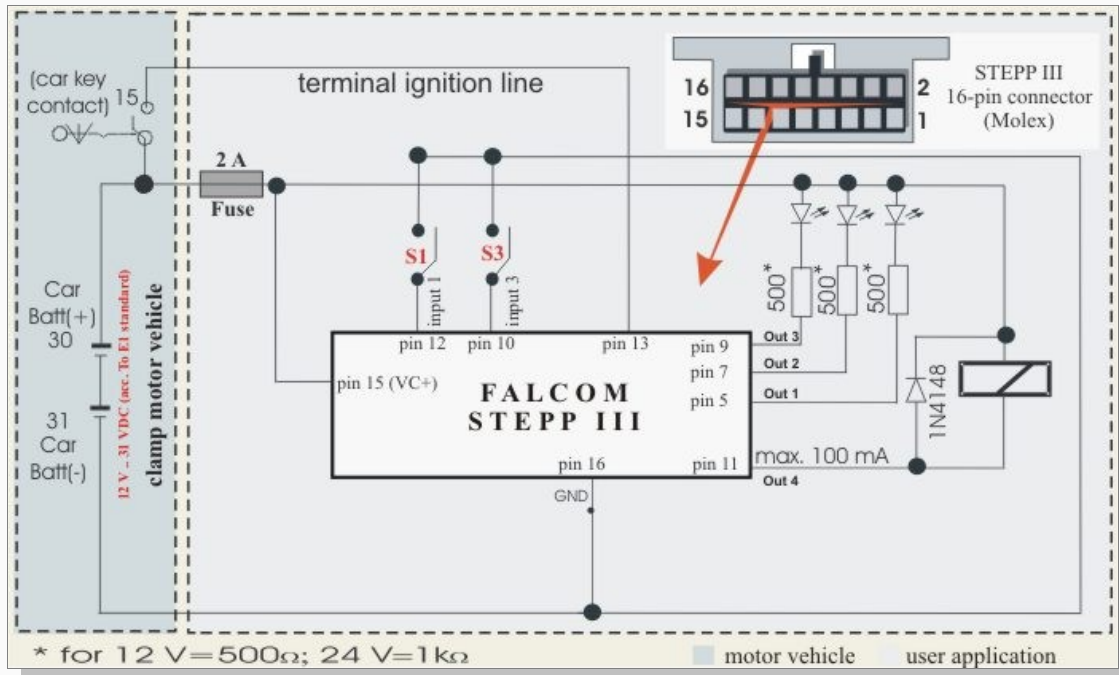 (car key
contact)
15
terminal ignition line
16
2
15
1
STEPP III
16-pin connector
(Molex)
2 A
Fuse
S1
S3
input 1
input 3
500*
500*
500*
Car
Batt(+)
30
31
Car
Batt(-)
12 V _ 31 VDC (acc. To E1 standard)
clamp motor vehicle
pin 12
pin 10
pin 13
pin 9
Out 3
pin 7
Out 2
pin 5
Out 1
pin 15 (VC+)
FALCOM
STEPP III
1N4148
pin 16
pin 11
max. 100 mA
Out 4
GND
* for 12 V=500Ω; 24 V=1kΩ
motor vehicle
user application